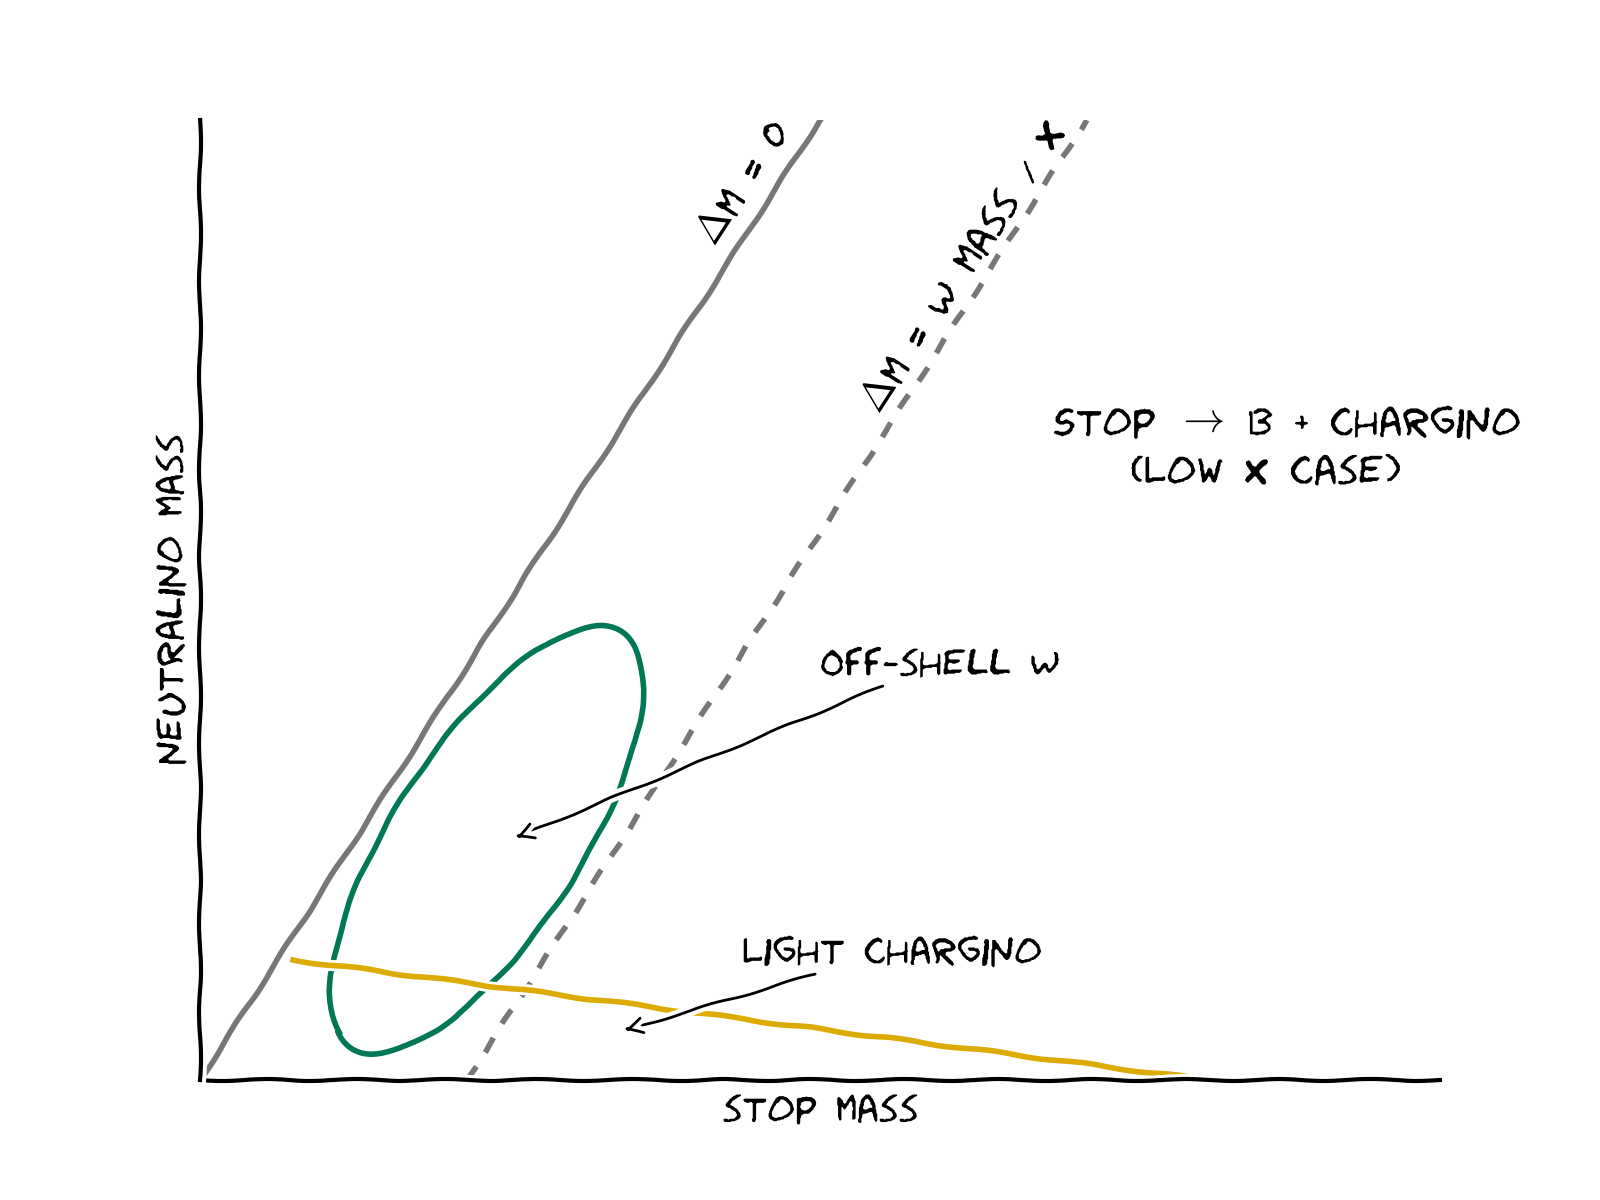 ΔM = 0
ΔM = W MASS / X
STOP → B + CHARGINO
(LOW X CASE)
NEUTRALINO MASS
OFF-SHELL W
LIGHT CHARGINO
STOP MASS